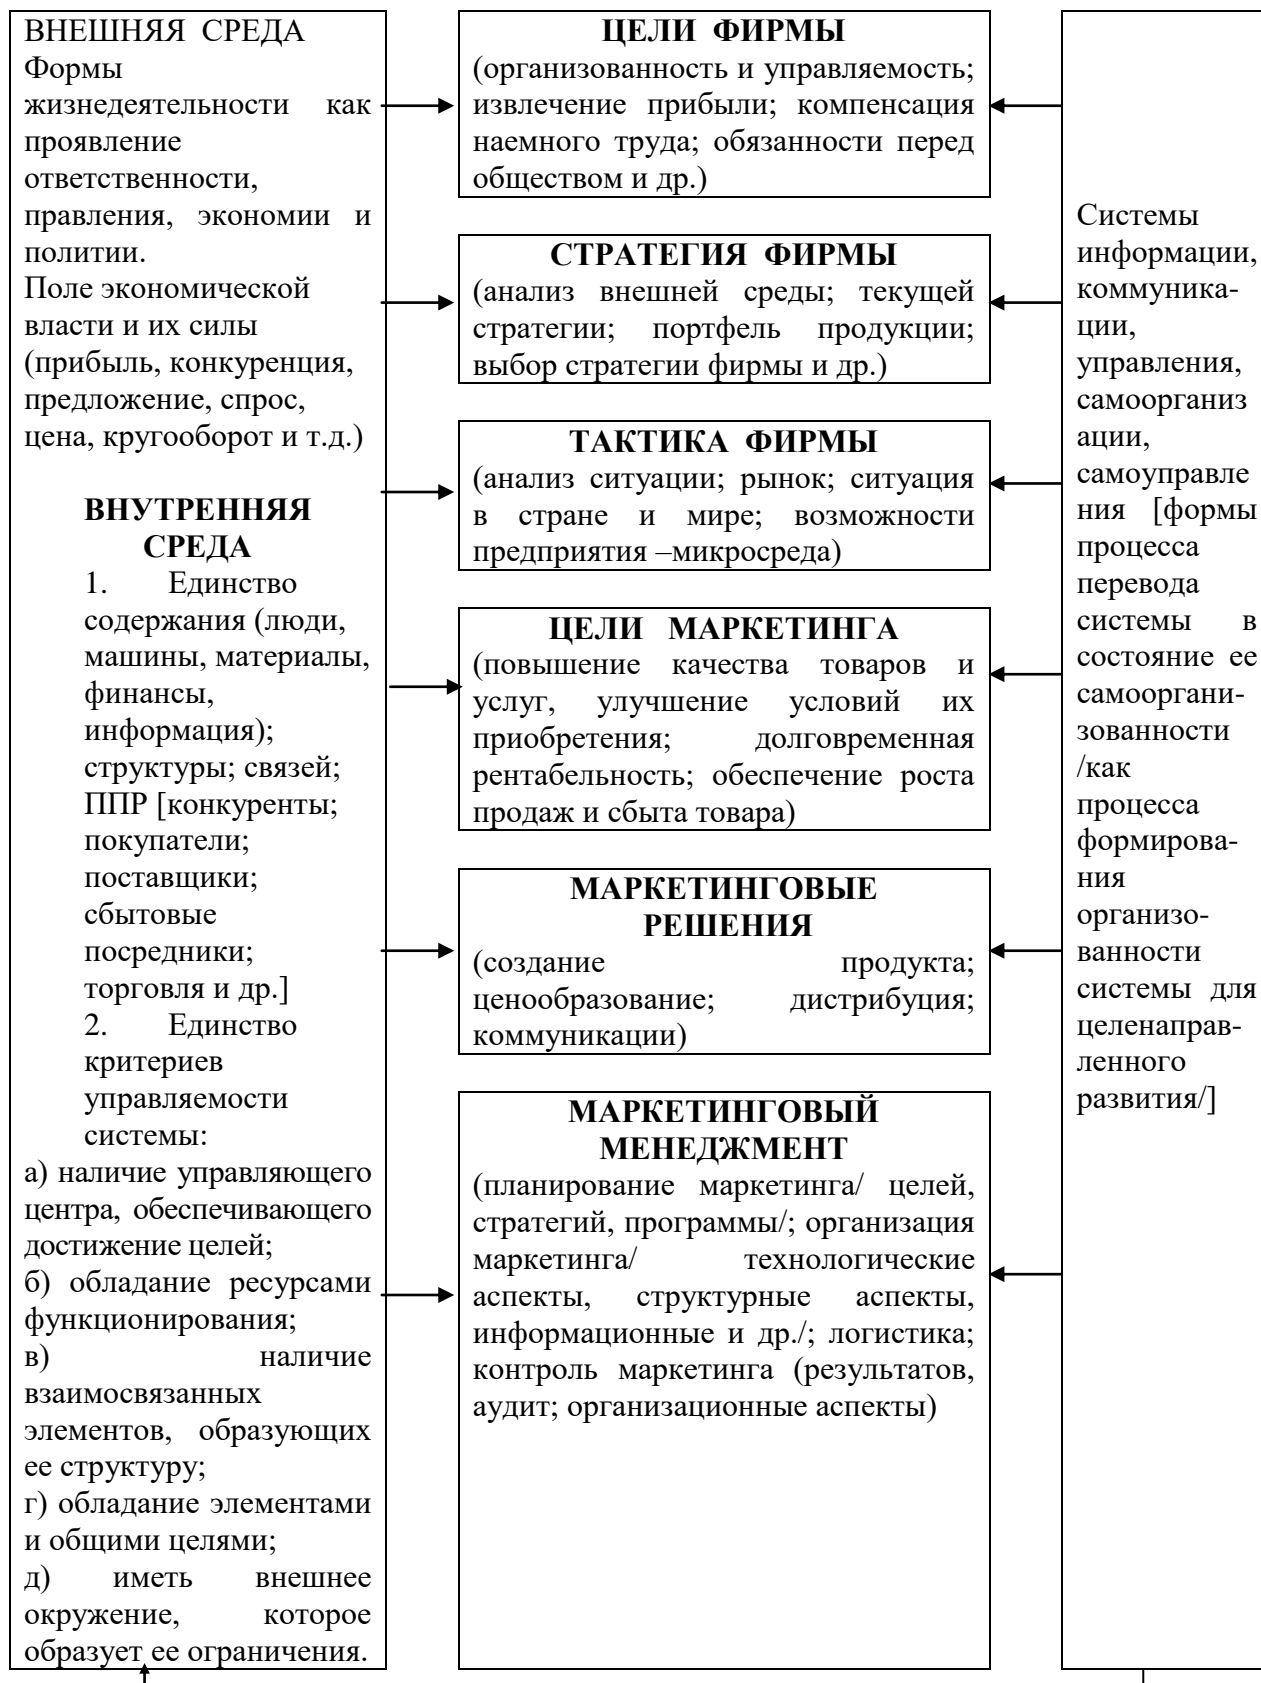 ВНЕШНЯЯ СРЕДА
Формы
жизнедеятельности как
проявление
ответственности,
правления, экономии и
политии.
Поле экономической
власти и их силы
(прибыль, конкуренция,
предложение, спрос,
цена, кругооборот и т.д.)
ВНУТРЕННЯЯ
СРЕДА
1. Единство
содержания (люди,
машины, материалы,
финансы,
информация);
структуры; связей;
ППР [конкуренты;
покупатели;
поставщики;
сбытовые
посредники;
торговля и др.]
2. Единство
критериев
управляемости
системы:
а) наличие управляющего
центра, обеспечивающего
достижение целей;
б) обладание ресурсами
функционирования;
в) наличие
взаимосвязанных
элементов, образующих
ее структуру;
г) обладание элементами
и общими целями;
д) иметь внешнее
окружение, которое
образует ее ограничения.
ЦЕЛИ ФИРМЫ
(организованность и управляемость;
извлечение прибыли; компенсация
наемного труда; обязанности перед
обществом и др.)
СТРАТЕГИЯ ФИРМЫ
(анализ внешней среды; текущей
стратегии; портфель продукции;
выбор стратегии фирмы и др.)
ТАКТИКА ФИРМЫ
(анализ ситуации; рынок; ситуация
в стране и мире; возможности
предприятия –микросреда)
ЦЕЛИ МАРКЕТИНГА
(повышение качества товаров и
услуг, улучшение условий их
приобретения; долговременная
рентабельность; обеспечение роста
продаж и сбыта товара)
МАРКЕТИНГОВЫЕ
РЕШЕНИЯ
(создание продукта;
ценообразование; дистрибуция;
коммуникации)
МАРКЕТИНГОВЫЙ
МЕНЕДЖМЕНТ
(планирование маркетинга/ целей,
стратегий, программы/; организация
маркетинга/ технологические
аспекты, структурные аспекты,
информационные и др./; логистика;
контроль маркетинга (результатов,
аудит; организационные аспекты)
Системы
информации,
коммуника-
ции,
управления,
самоорганиз
ации,
самоуправле
ния [формы
процесса
перевода
системы в
состояние ее
самооргани-
зованности
/как
процесса
формирова-
ния
организо-
ванности
системы для
целенаправ-
ленного
развития/]